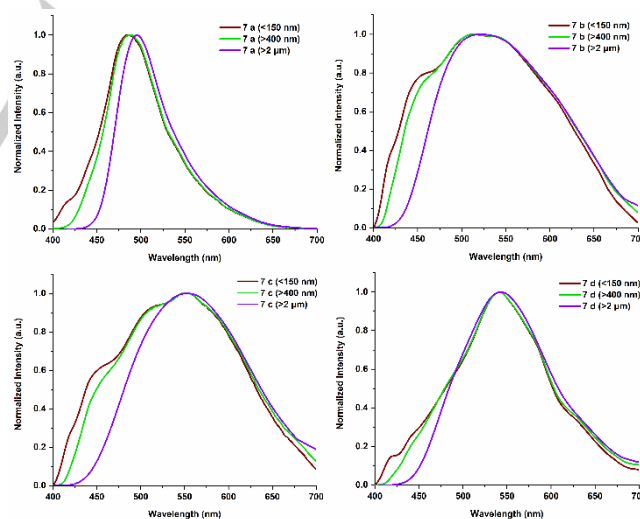 7 a (<150 nm)
7 a (>400 nm)
7 a (>2 µm)
Normalized Intensity (a.u.)
1.0
0.8
0.6
0.4
0.2
0.0
400 450 500 550 600 650 700
Wavelength (nm)
7 b (<150 nm)
7 b (>400 nm)
7 b (>2 µm)
Normalized Intensity (a.u.)
1.0
0.8
0.6
0.4
0.2
0.0
400 450 500 550 600 650 700
Wavelength (nm)
7 c (<150 nm)
7 c (>400 nm)
7 c (>2 µm)
Normalized Intensity (a.u.)
1.0
0.8
0.6
0.4
0.2
0.0
400 450 500 550 600 650 700
Wavelength (nm)
7 d (<150 nm)
7 d (>400 nm)
7 d (>2 µm)
Normalized Intensity (a.u.)
1.0
0.8
0.6
0.4
0.2
0.0
400 450 500 550 600 650 700
Wavelength (nm)